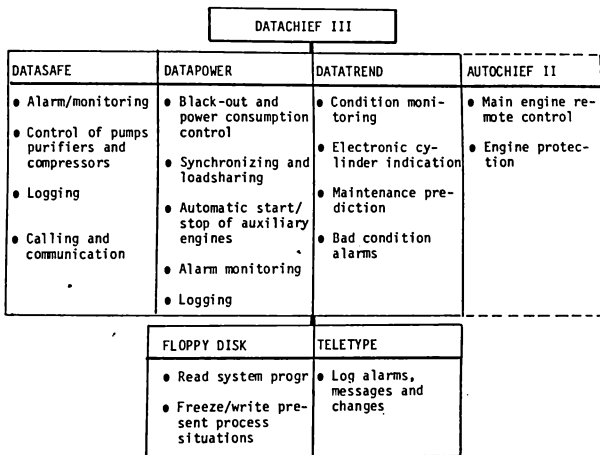 DATACHIEF III
DATASAFE
● Alarm/monitoring
● Control of pumps
purifiers and
compressors
● Logging
● Calling and
communication
DATAPOWER
● Black-out and
power consumption
control
● Synchronizing and
loadsharing
● Automatic start/
stop of auxiliary
engines
● Alarm monitoring
● Logging
DATATREND
● Condition moni-
toring
● Electronic cy-
linder indication
● Maintenance pre-
diction
● Bad condition
alarms
AUTOCHIEF II
● Main engine re-
mote control
● Engine protec-
tion
FLOPPY DISK
● Read system progr
● Freeze/write pre-
sent process
situations
TELETYPE
● Log alarms,
messages and
changes